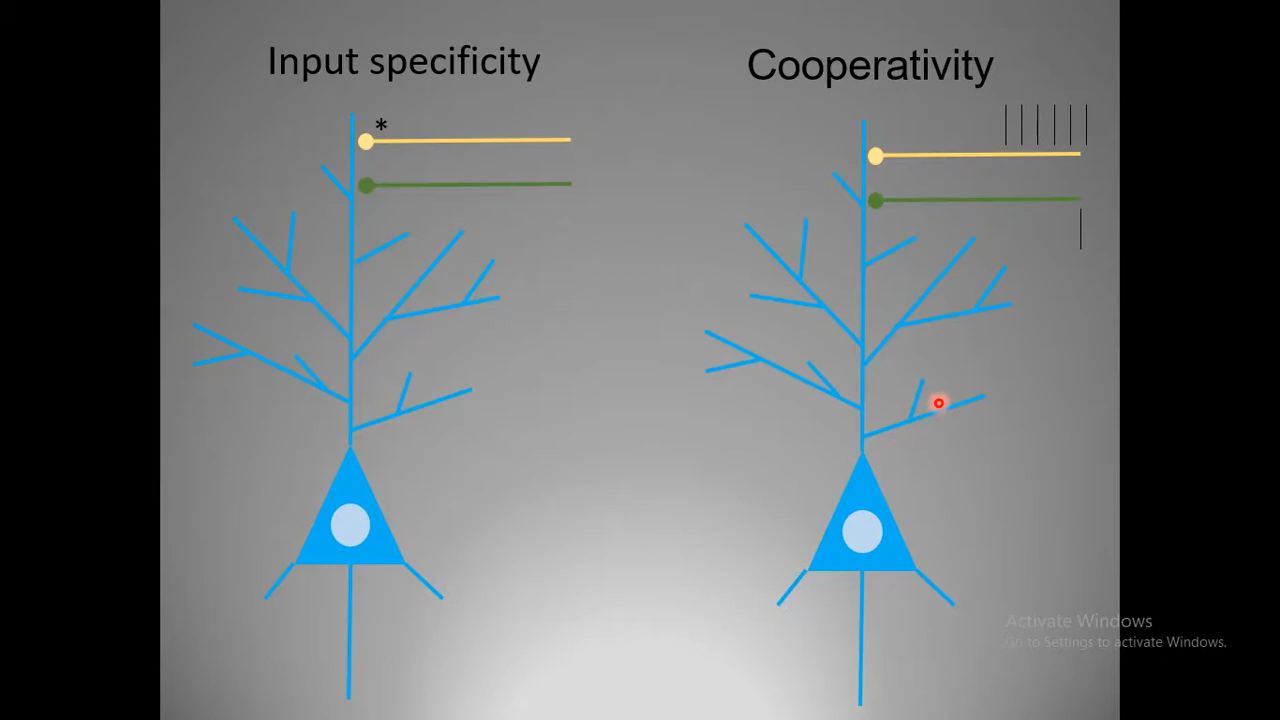 Input specificity
Cooperativity
*
Activate Windows
Go to Settings to activate Windows.